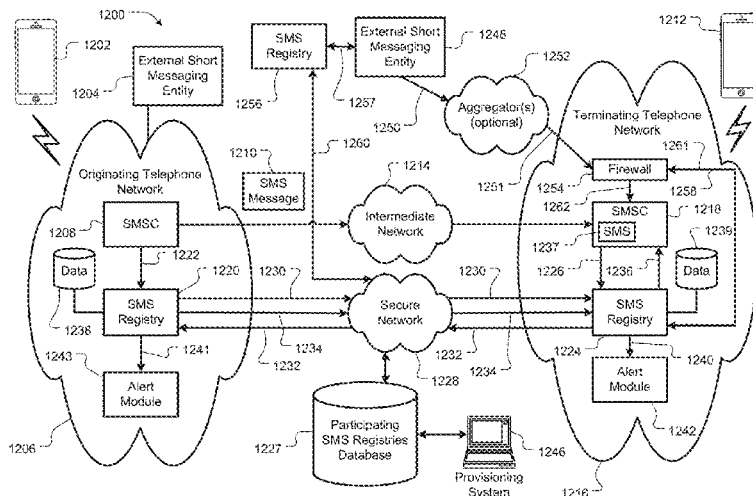 1200
1202
1204
External Short
Messaging
Entity
SMS
Registry
1256
1257
External Short
Messaging
Entity
1248
1250
1252
Aggregator(s)
(optional)
1212
Terminating Telephone
Network
1260
1210
SMS
Message
1214
1251
1254
Firewall
1261
1258
1262
Originating Telephone
Network
1208
SMSC
Intermediate
Network
SMSC
1218
1237
SMS
1239
Data
1222
1226
1236
Data
1220
1230
1230
SMS
Registry
Secure
Network
SMS
Registry
1238
1234
1232
1232
1234
1243
1241
1228
1224
1240
Alert
Module
Alert
Module
1242
1206
1227
Participating
SMS Registries
Database
1246
Provisioning
System
1216